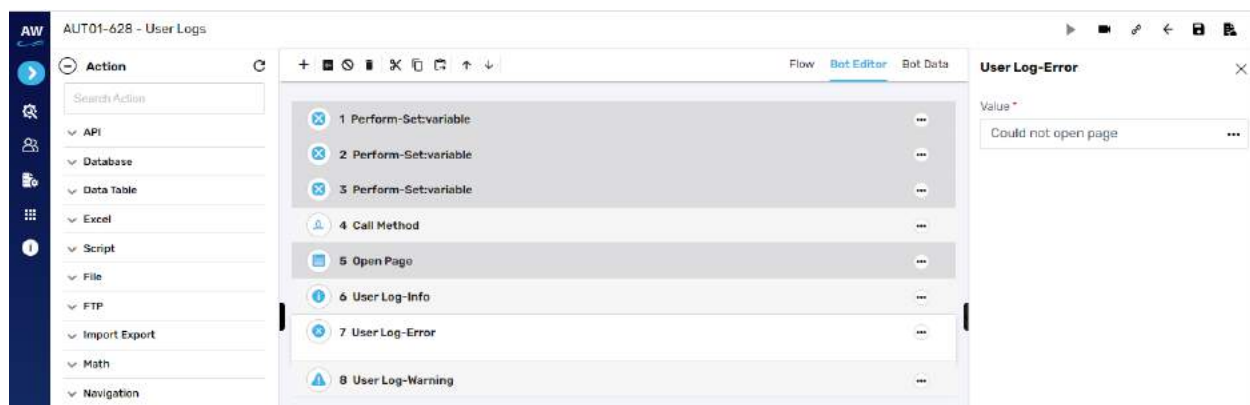 AW
AUT01-628 - User Logs
Action
Search Action
API
Database
Data Table
Excel
Script
File
FTP
Import Export
Math
Navigation
Flow Bot Editor Bot Data
1 Perform-Set:variable
2 Perform-Set:variable
3 Perform-Set:variable
4 Call Method
5 Open Page
6 User Log-Info
7 User Log-Error
8 User Log-Warning
User Log-Error
Value *
Could not open page